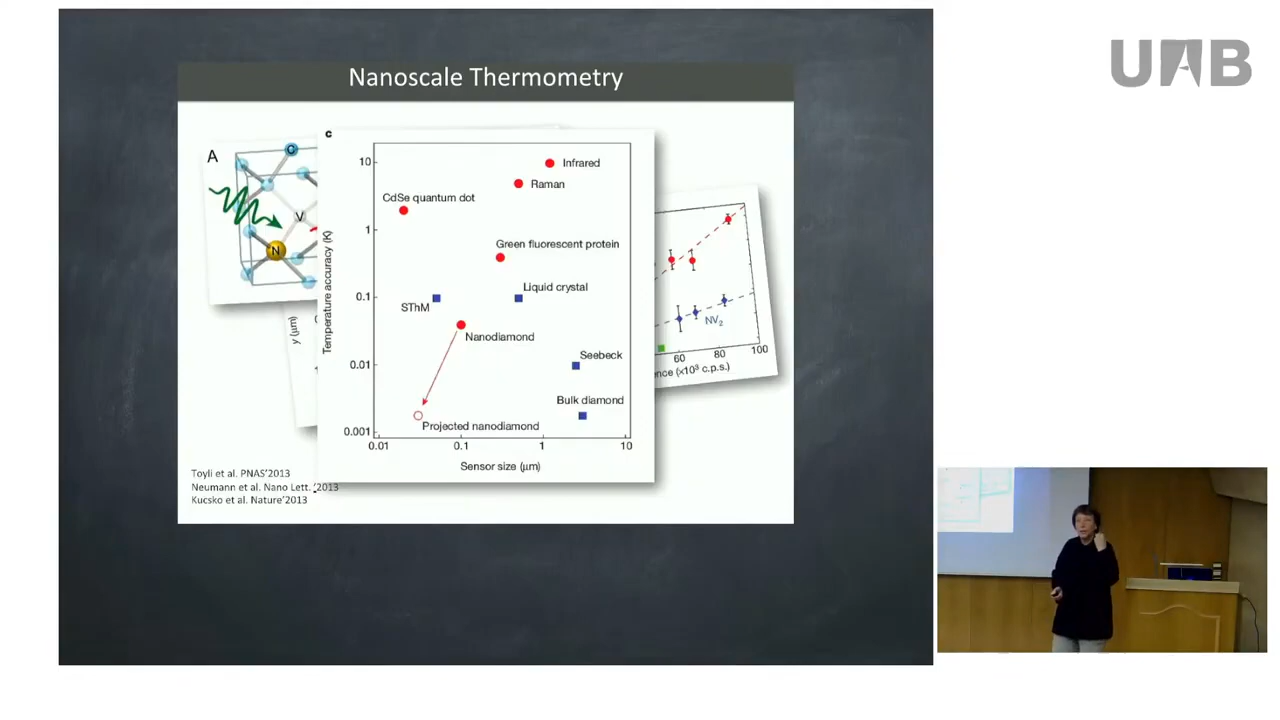 UAB
Nanoscale Thermometry
A
C
V
N
y (μm)
c
Temperature accuracy (K)
10
1
0.1
0.01
0.001
Infrared
Raman
CdSe quantum dot
Green fluorescent protein
Liquid crystal
SThM
Nanodiamond
Seebeck
Bulk diamond
Projected nanodiamond
0.01
0.1
1
10
Sensor size (μm)
NV2
60
80
100
(×10³ c.p.s.)
Toyli et al. PNAS'2013
Neumann et al. Nano Lett. '2013
Kucsko et al. Nature'2013